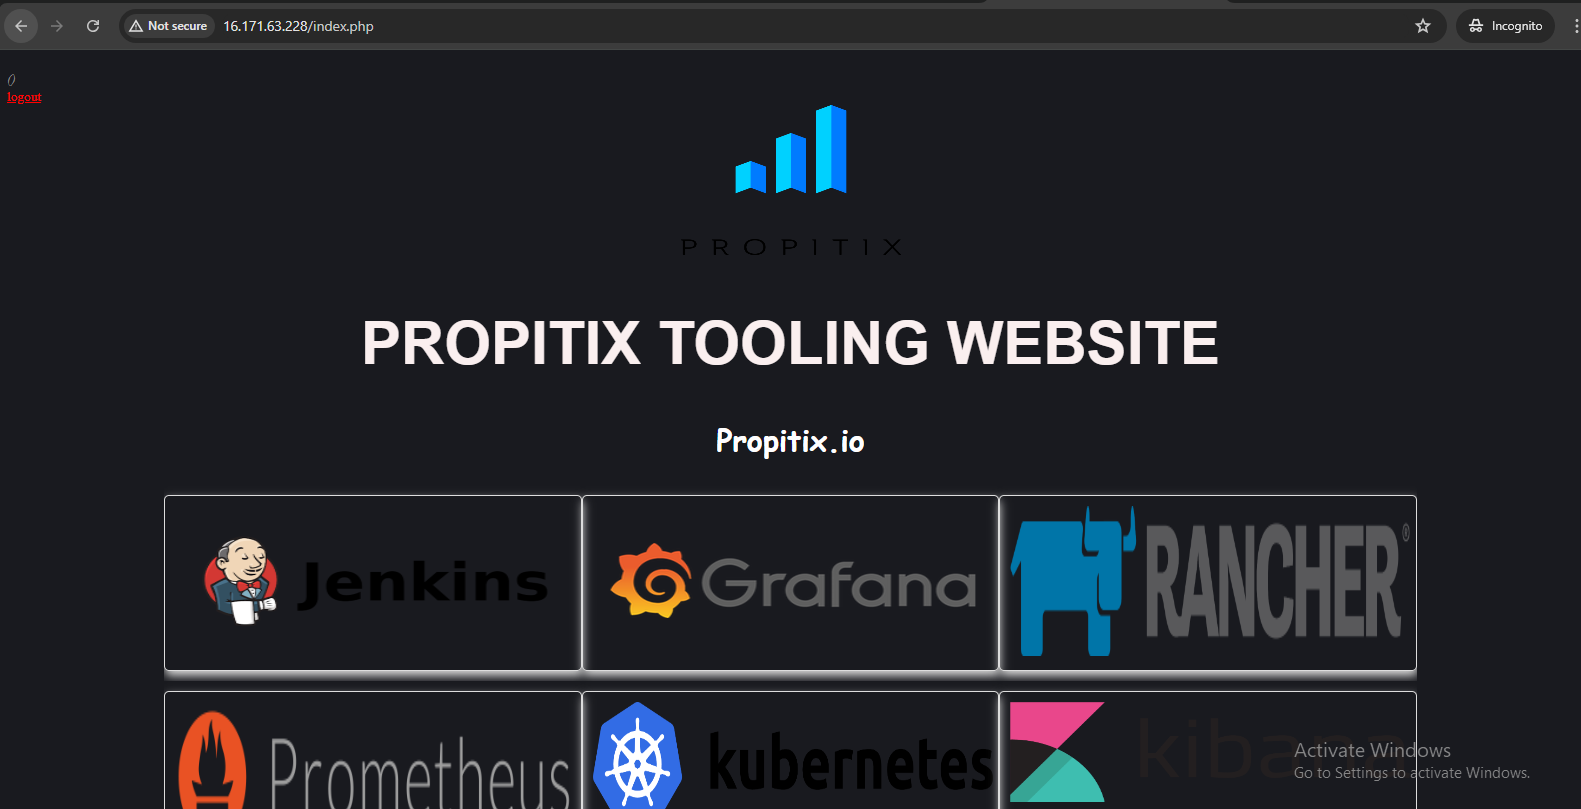 Not secure 16.171.63.228/index.php Incognito
()
logout
PROPITIX
PROPITIX TOOLING WEBSITE
Propitix.io
Jenkins Grafana RANCHER®
Prometheus kubernetes kibana
Activate Windows
Go to Settings to activate Windows.